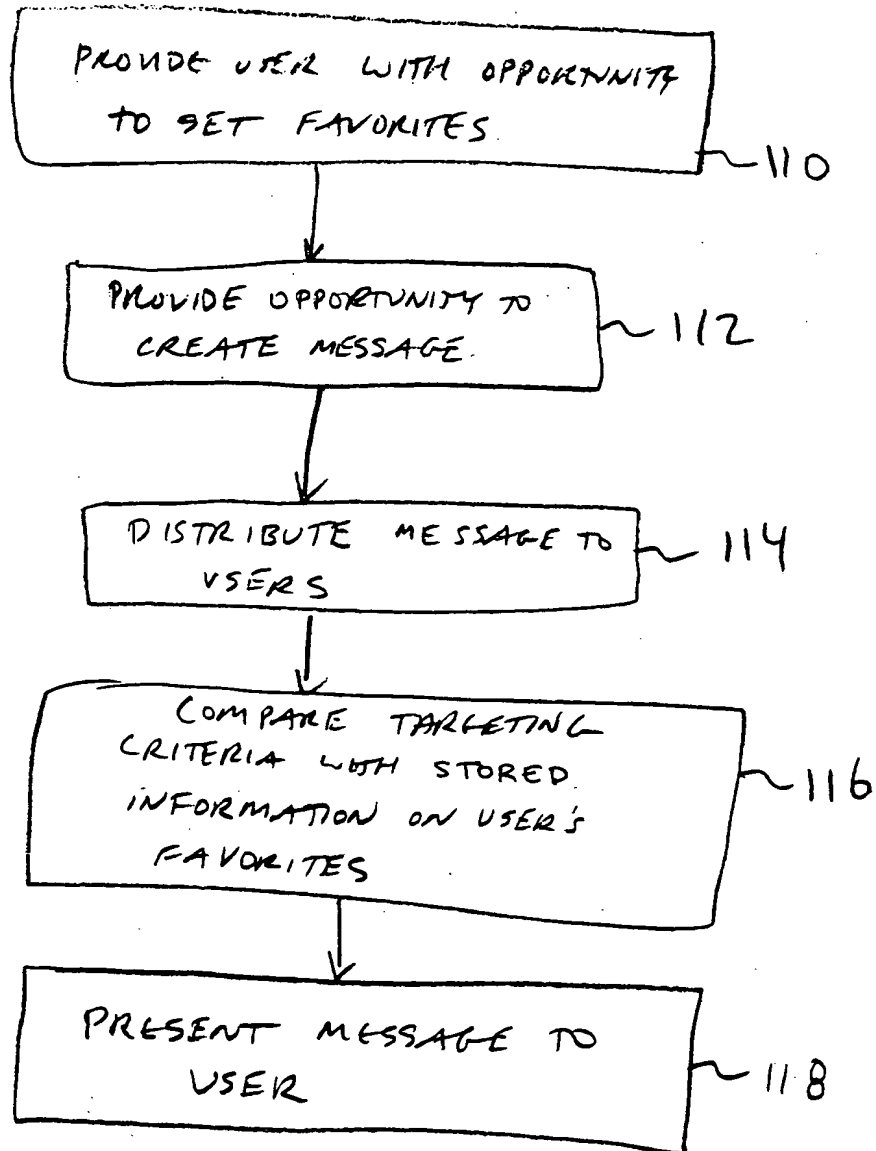 PROVIDE USER WITH OPPORTUNITY
TO SET FAVORITES.
110
PROVIDE OPPORTUNITY TO
CREATE MESSAGE.
112
DISTRIBUTE MESSAGE TO
USERS
114
COMPARE TARGETING
CRITERIA WITH STORED
INFORMATION ON USER'S
FAVORITES
116
PRESENT MESSAGE TO
USER
118